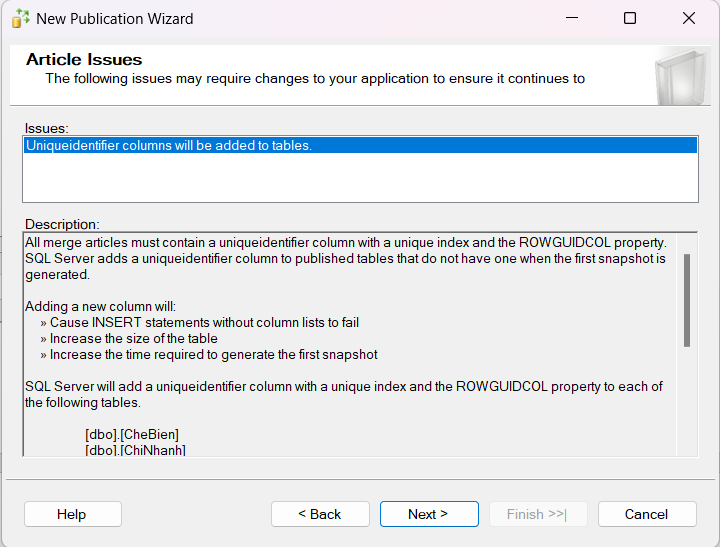 New Publication Wizard
Article Issues
The following issues may require changes to your application to ensure it continues to
Issues:
Uniqueidentifier columns will be added to tables.
Description:
All merge articles must contain a uniqueidentifier column with a unique index and the ROWGUIDCOL property.
SQL Server adds a uniqueidentifier column to published tables that do not have one when the first snapshot is
generated.
Adding a new column will:
» Cause INSERT statements without column lists to fail
» Increase the size of the table
» Increase the time required to generate the first snapshot
SQL Server will add a uniqueidentifier column with a unique index and the ROWGUIDCOL property to each of
the following tables.
[dbo].[CheBien]
[dbo].[ChiNhanh]
Help
< Back
Next >
Finish >>|
Cancel